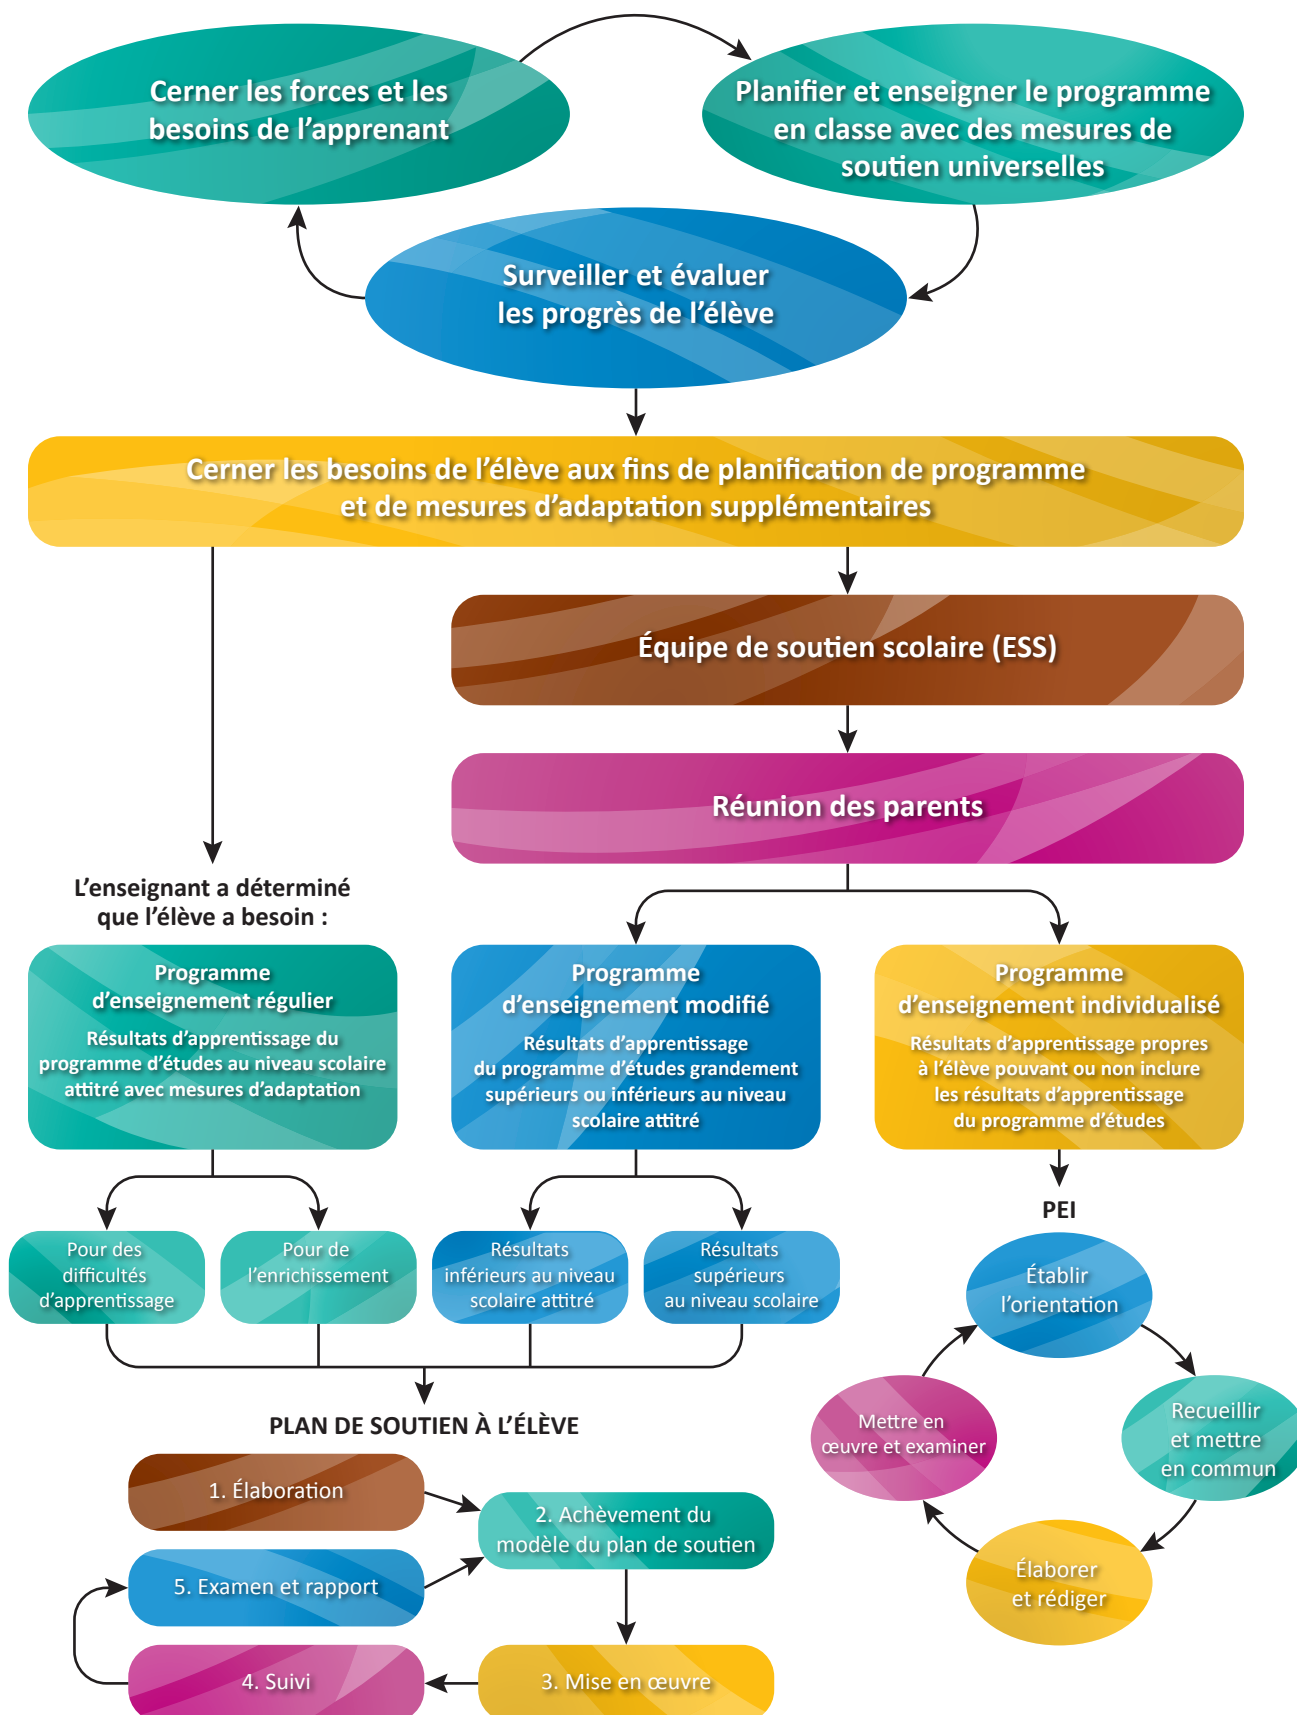 Cerner les forces et les
besoins de l’apprenant
Planifier et enseigner le programme
en classe avec des mesures de
soutien universelles
Surveiller et évaluer
les progrès de l’élève
Cerner les besoins de l’élève aux fins de planification de programme
et de mesures d’adaptation supplémentaires
Équipe de soutien scolaire (ESS)
Réunion des parents
L’enseignant a déterminé
que l’élève a besoin :
Programme
d’enseignement régulier
Résultats d’apprentissage du
programme d’études au niveau scolaire
attitré avec mesures d’adaptation
Programme
d’enseignement modifié
Résultats d’apprentissage
du programme d’études grandement
supérieurs ou inférieurs au niveau
scolaire attitré
Programme
d’enseignement individualisé
Résultats d’apprentissage propres
à l’élève pouvant ou non inclure
les résultats d’apprentissage
du programme d’études
Pour des
difficultés
d’apprentissage
Pour de
l’enrichissement
Résultats
inférieurs au niveau
scolaire attitré
Résultats
supérieurs
au niveau scolaire
PLAN DE SOUTIEN À L’ÉLÈVE
1. Élaboration
2. Achèvement du
modèle du plan de soutien
5. Examen et rapport
4. Suivi
3. Mise en œuvre
PEI
Établir
l’orientation
Mettre en
œuvre et examiner
Recueillir
et mettre
en commun
Élaborer
et rédiger